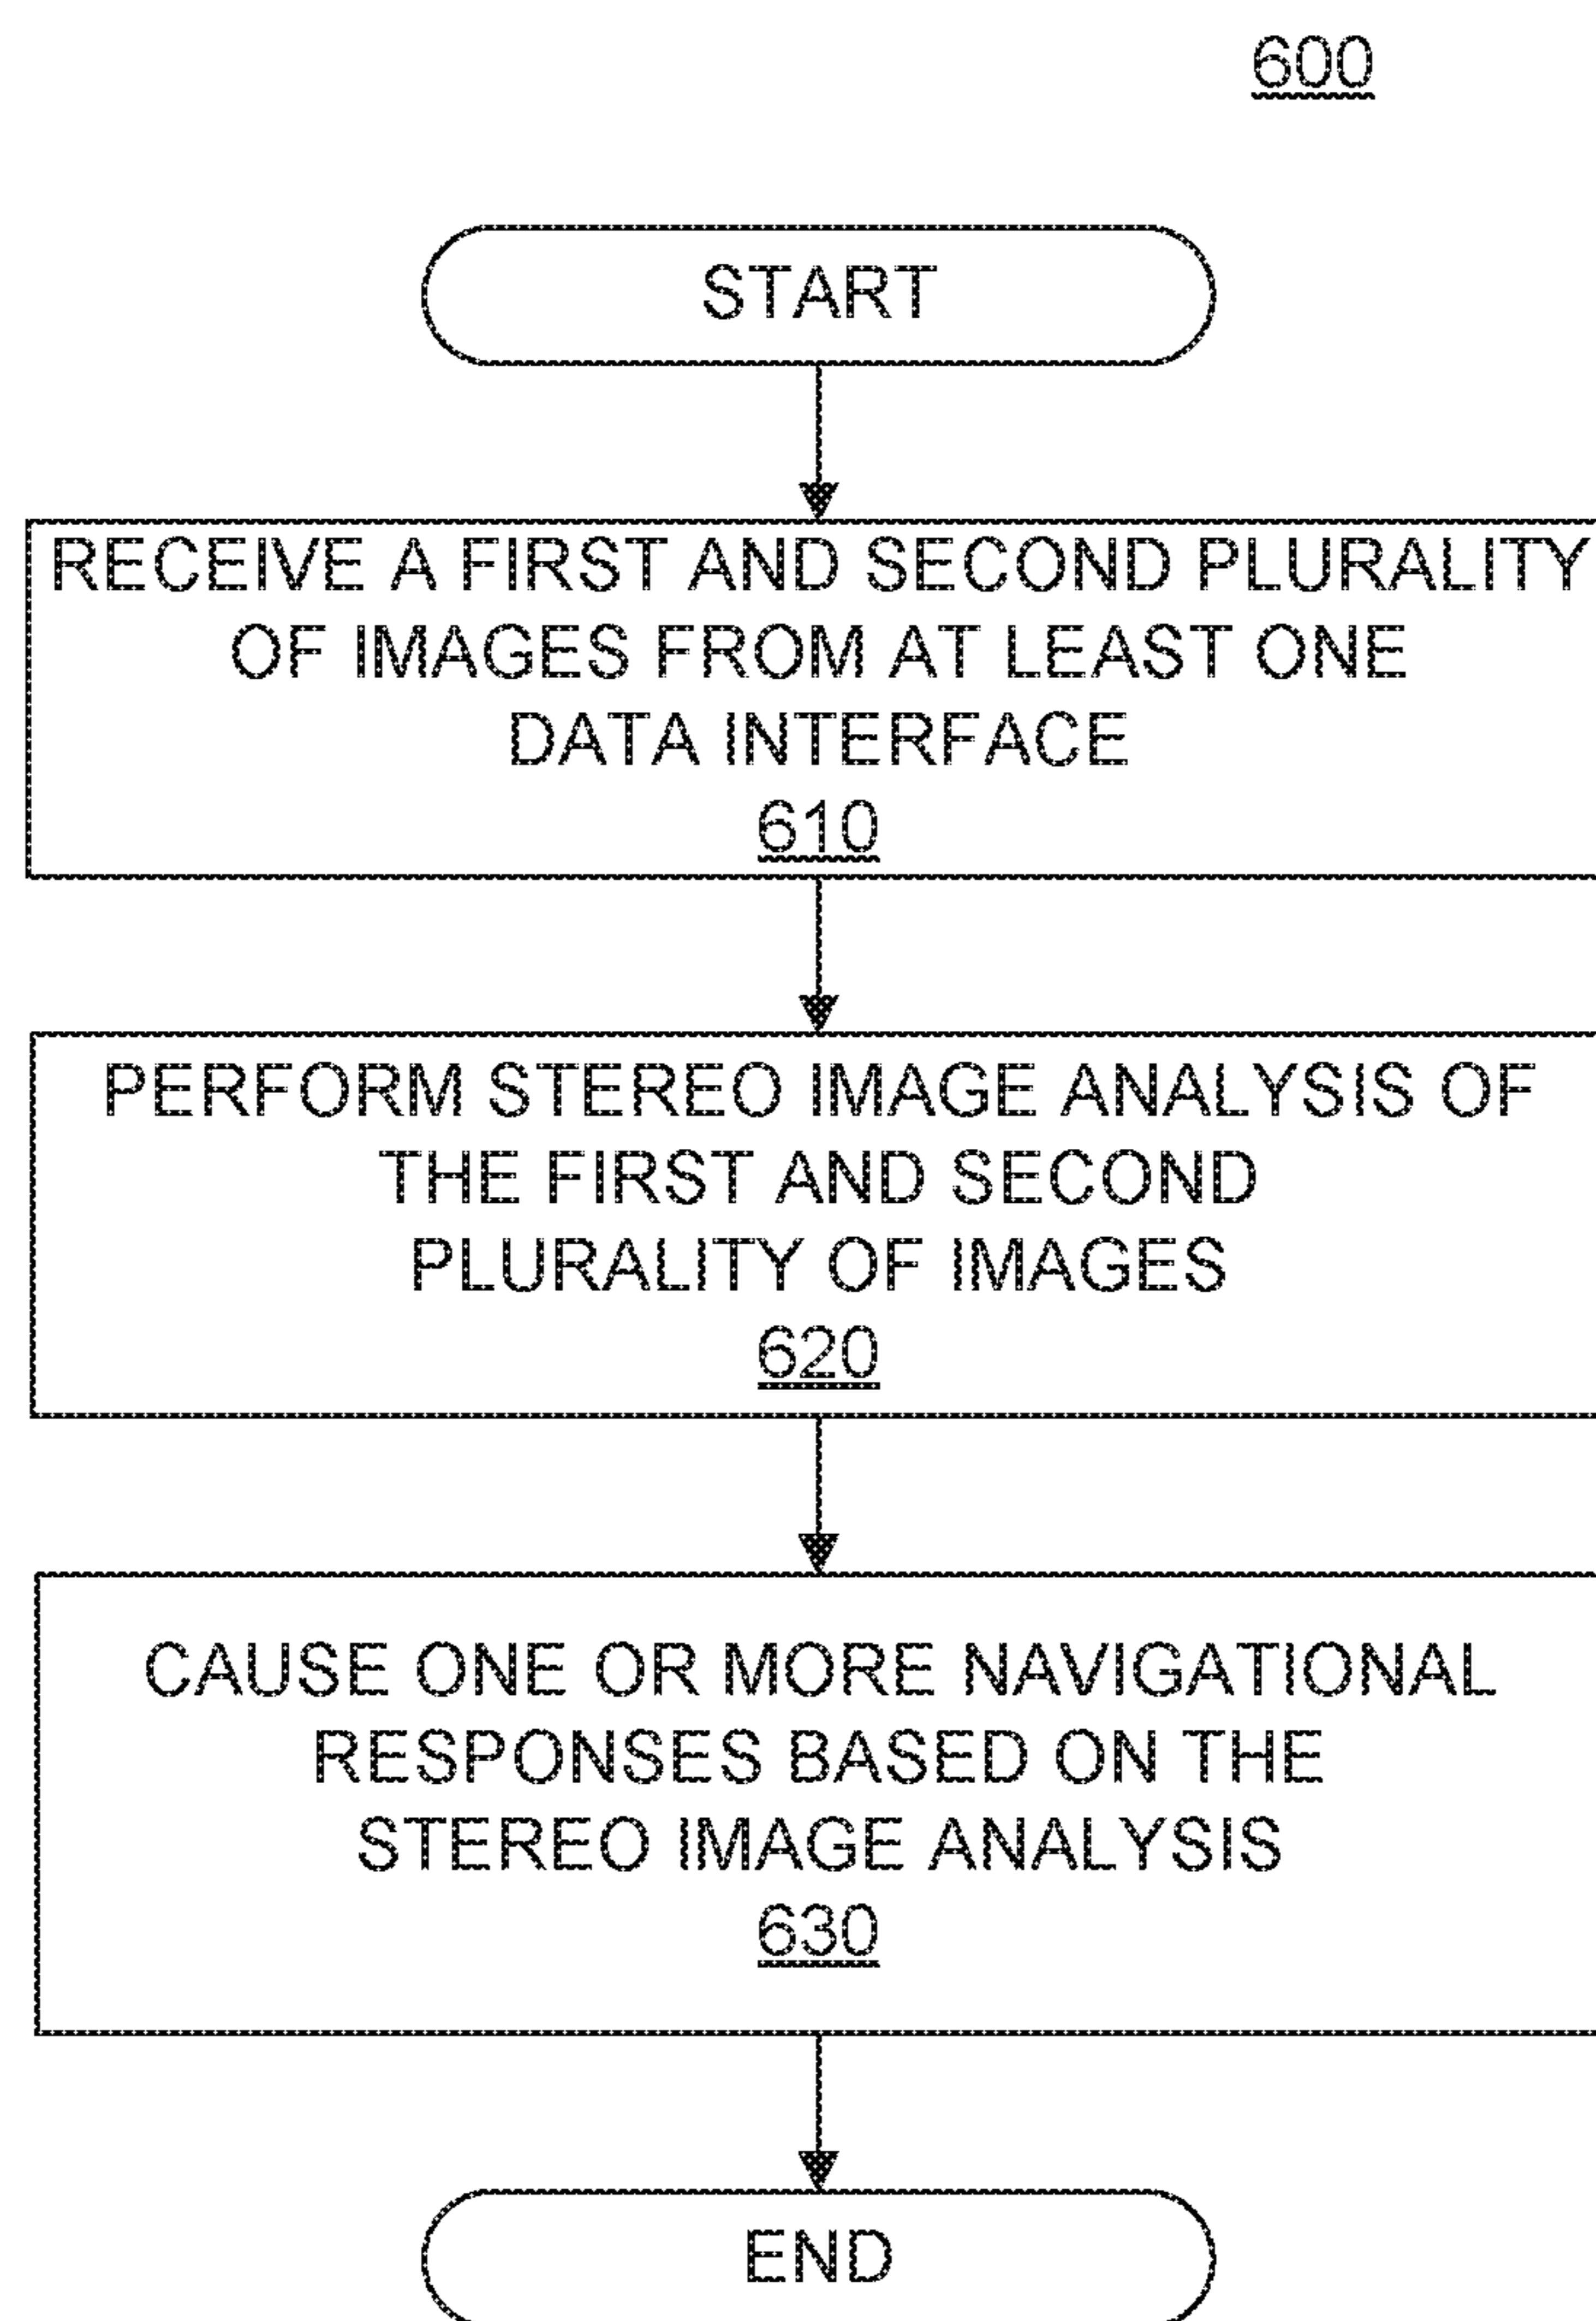 600
START
RECEIVE A FIRST AND SECOND PLURALITY
OF IMAGES FROM AT LEAST ONE
DATA INTERFACE
610
PERFORM STEREO IMAGE ANALYSIS OF
THE FIRST AND SECOND
PLURALITY OF IMAGES
620
CAUSE ONE OR MORE NAVIGATIONAL
RESPONSES BASED ON THE
STEREO IMAGE ANALYSIS
630
END